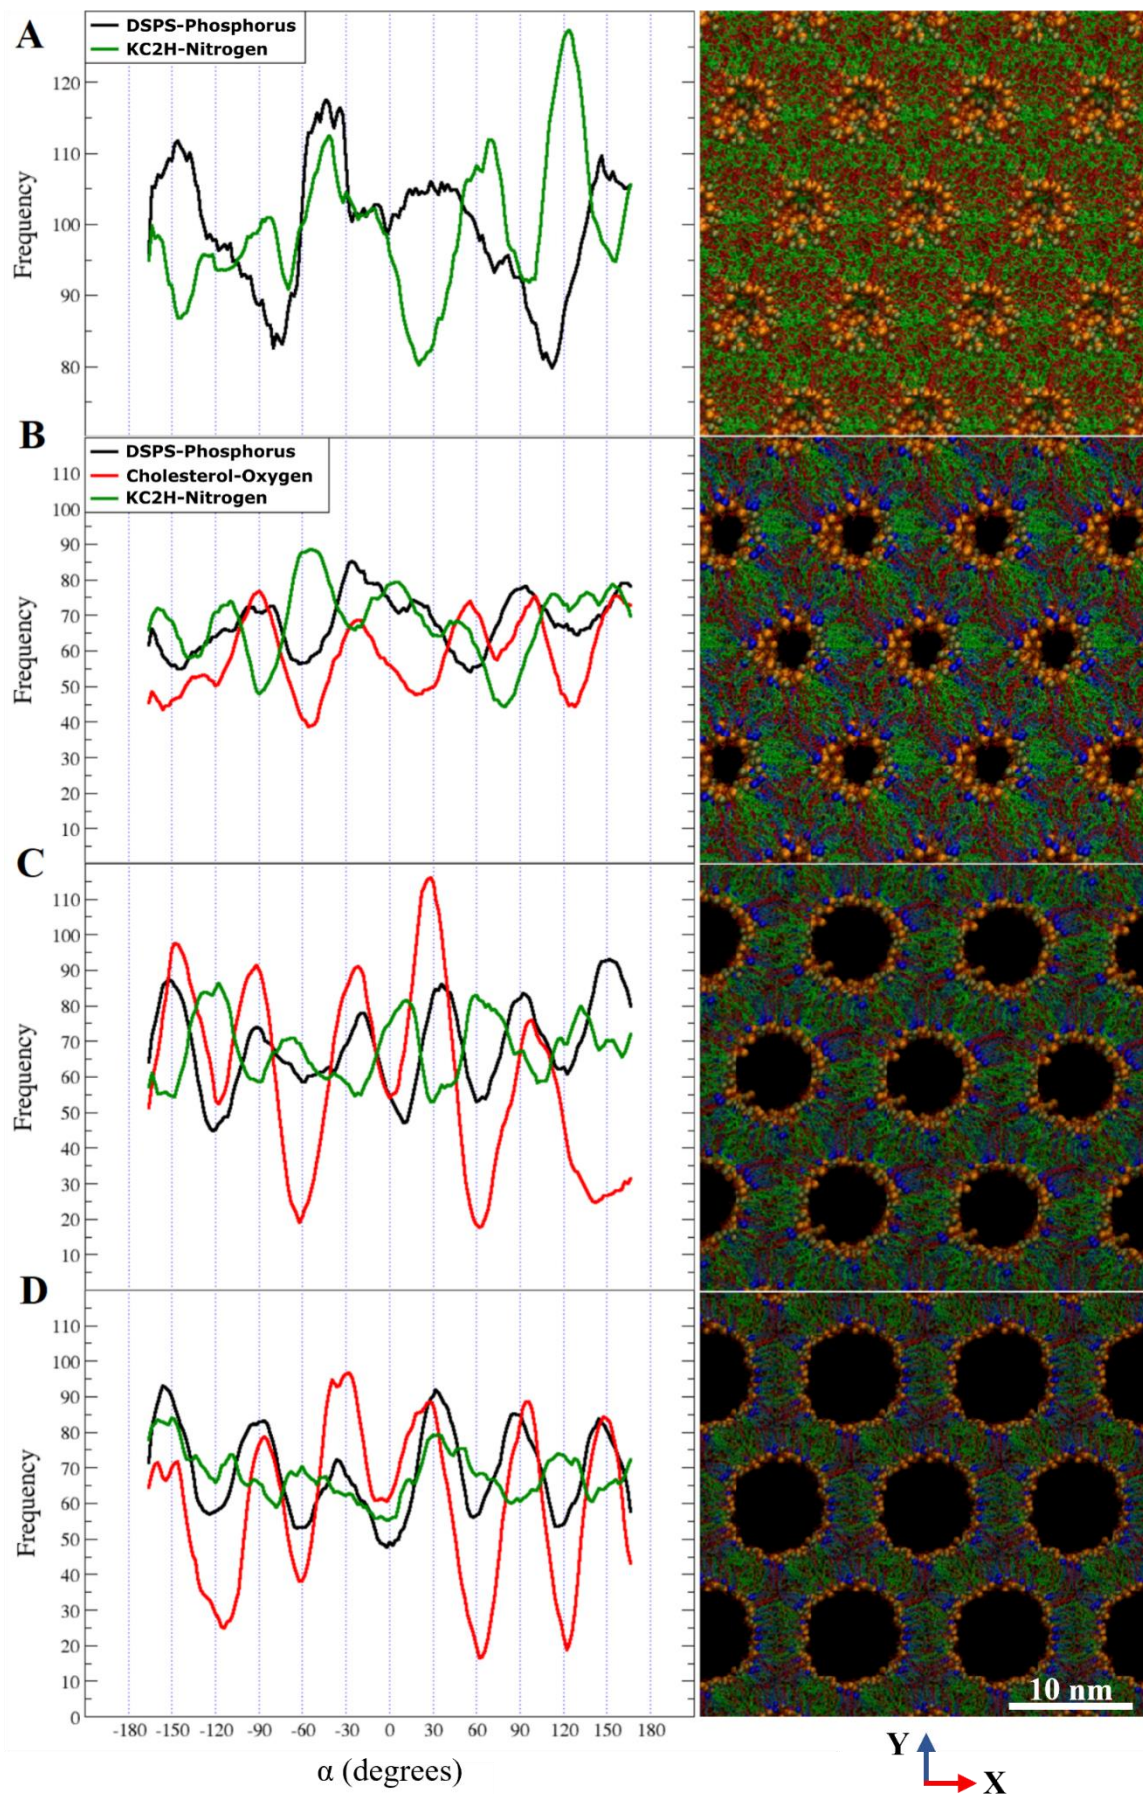 A
DSPS-Phosphorus
KC2H-Nitrogen
120
110
100
90
80
Frequency
B
DSPS-Phosphorus
Cholesterol-Oxygen
KC2H-Nitrogen
110
100
90
80
70
60
50
40
30
20
10
Frequency
C
110
100
90
80
70
60
50
40
30
20
10
Frequency
D
110
100
90
80
70
60
50
40
30
20
10
0
Frequency
-180 -150 -120 -90 -60 -30 0 30 60 90 120 150 180
α (degrees)
10 nm
Y
X